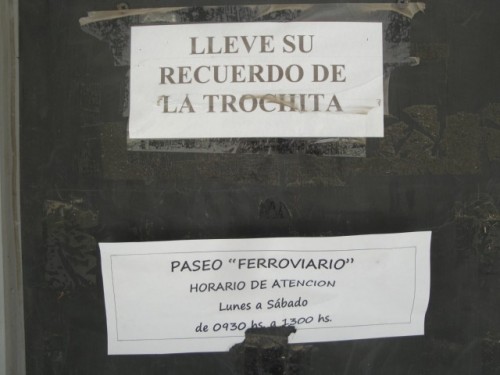 LLEVE SU
RECUERDO DE
LA TROCHITA
PASEO "FERROVIARIO"
HORARIO DE ATENCION
Lunes a Sábado
de 0930 hs. a 1300 hs.